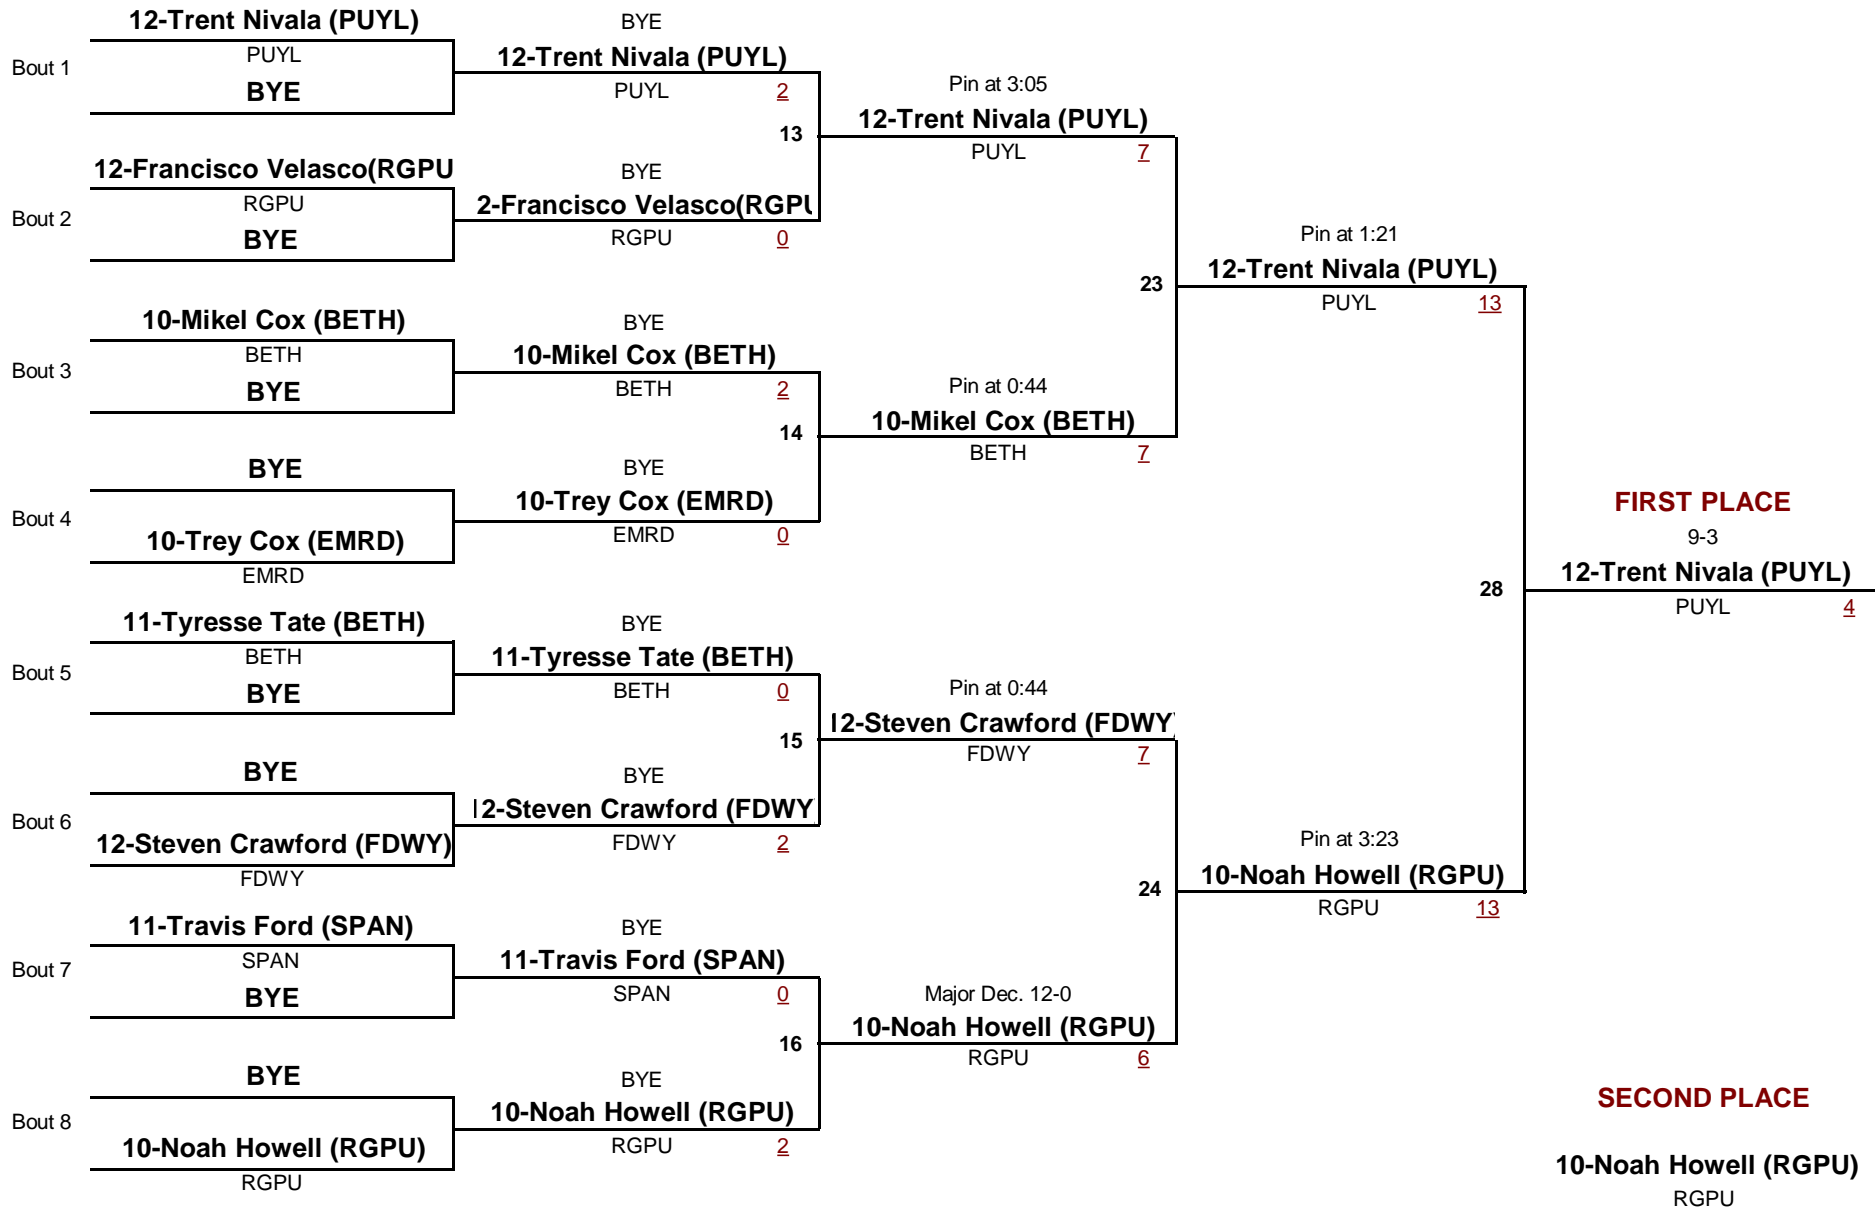 12-Trent Nivala (PUYL)
Bout 1
PUYL
BYE
12-Francisco Velasco(RGPU
Bout 2
RGPU
BYE
10-Mikel Cox (BETH)
Bout 3
BETH
BYE
BYE
Bout 4
10-Trey Cox (EMRD)
EMRD
11-Tyresse Tate (BETH)
Bout 5
BETH
BYE
BYE
Bout 6
12-Steven Crawford (FDWY)
FDWY
11-Travis Ford (SPAN)
Bout 7
SPAN
BYE
BYE
Bout 8
10-Noah Howell (RGPU)
RGPU
BYE
12-Trent Nivala (PUYL)
PUYL 2
13
BYE
2-Francisco Velasco(RGPU
RGPU 0
BYE
10-Mikel Cox (BETH)
BETH 2
14
BYE
10-Trey Cox (EMRD)
EMRD 0
BYE
11-Tyresse Tate (BETH)
BETH 0
15
BYE
12-Steven Crawford (FDWY
FDWY 2
BYE
11-Travis Ford (SPAN)
SPAN 0
16
BYE
10-Noah Howell (RGPU)
RGPU 2
Pin at 3:05
12-Trent Nivala (PUYL)
PUYL 7
23
Pin at 0:44
10-Mikel Cox (BETH)
BETH 7
Pin at 0:44
12-Steven Crawford (FDWY
FDWY 7
24
Major Dec. 12-0
10-Noah Howell (RGPU)
RGPU 6
Pin at 1:21
12-Trent Nivala (PUYL)
PUYL 13
28
Pin at 3:23
10-Noah Howell (RGPU)
RGPU 13
FIRST PLACE
9-3
12-Trent Nivala (PUYL)
PUYL 4
SECOND PLACE
10-Noah Howell (RGPU)
RGPU